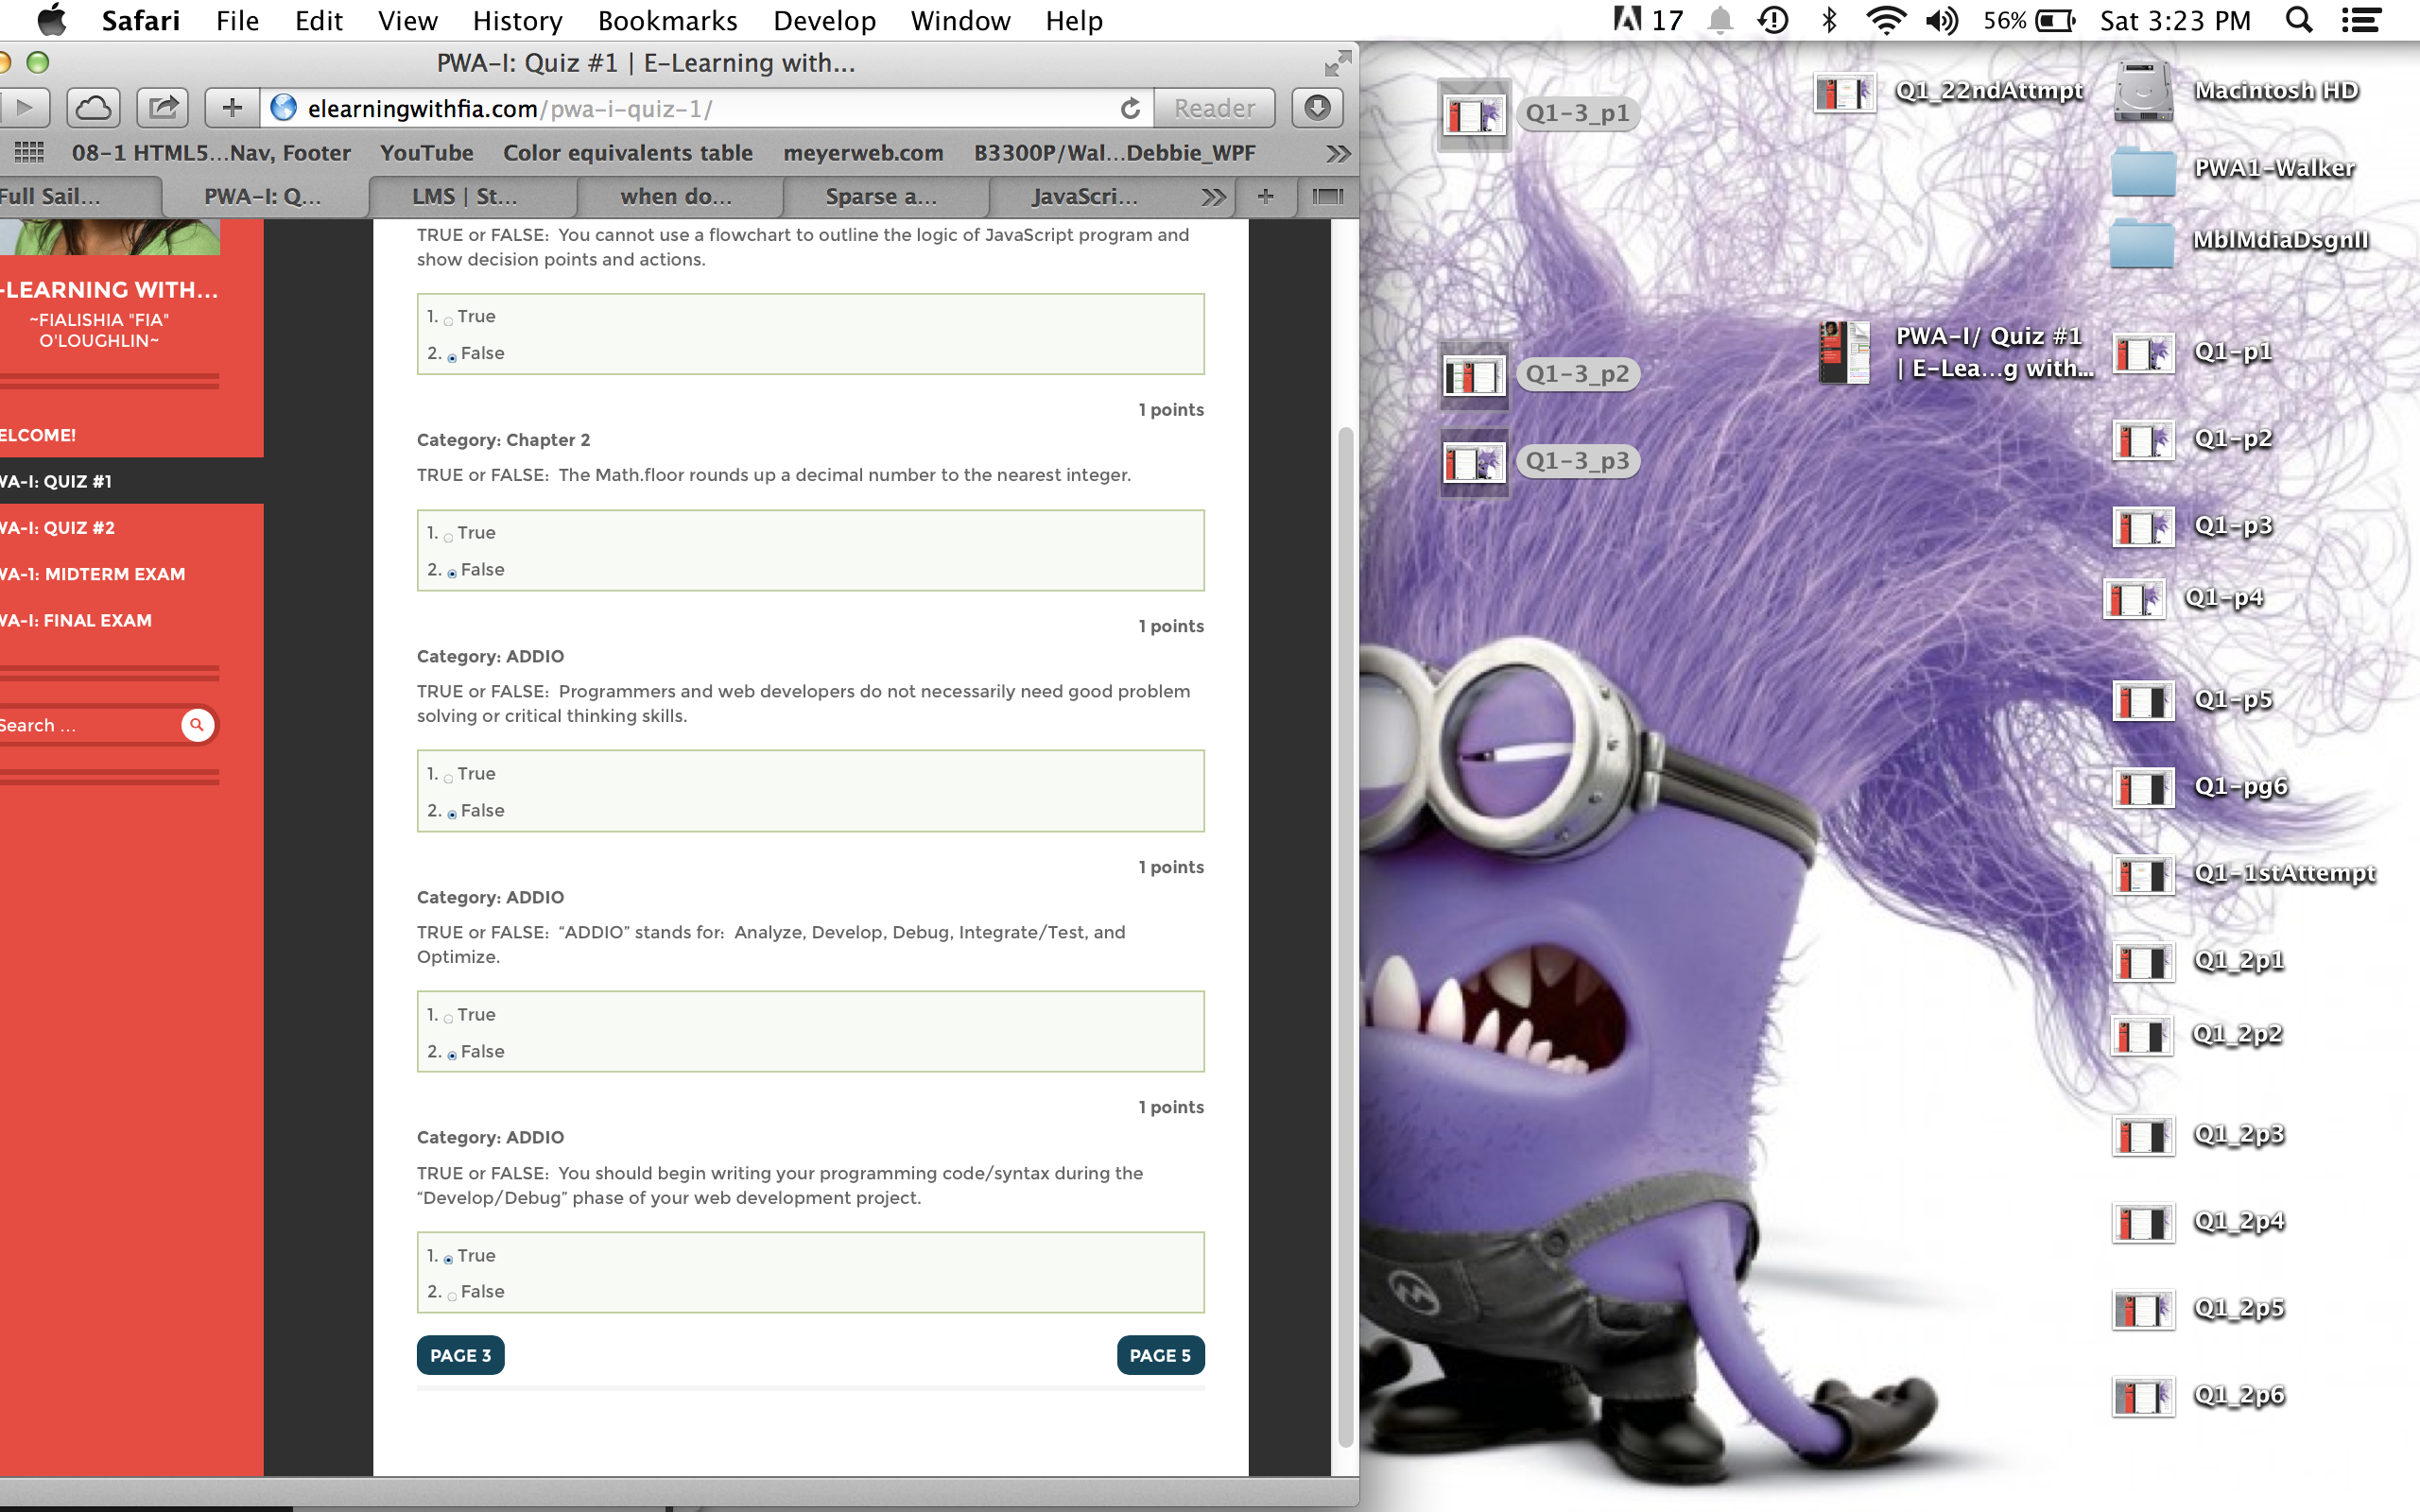 Safari File Edit View History Bookmarks Develop Window Help 17 56% Sat 3:23 PM
PWA-I: Quiz #1 | E-Learning with...
elearningwithfia.com/pwa-i-quiz-1/ Reader
08-1 HTML5...Nav, Footer YouTube Color equivalents table meyerweb.com B3300P/Wal...Debbie_WPF
Full Sail... PWA-I: Q... LMS | St... when do... Sparse a... JavaScri...
-LEARNING WITH...
~FIALISHIA "FIA"
O'LOUGHLIN~
ELCOME!
WA-I: QUIZ #1
WA-I: QUIZ #2
WA-1: MIDTERM EXAM
WA-I: FINAL EXAM
Search ...
TRUE or FALSE: You cannot use a flowchart to outline the logic of JavaScript program and
show decision points and actions.
1. True
2. False
1 points
Category: Chapter 2
TRUE or FALSE: The Math.floor rounds up a decimal number to the nearest integer.
1. True
2. False
1 points
Category: ADDIO
TRUE or FALSE: Programmers and web developers do not necessarily need good problem
solving or critical thinking skills.
1. True
2. False
1 points
Category: ADDIO
TRUE or FALSE: “ADDIO” stands for: Analyze, Develop, Debug, Integrate/Test, and
Optimize.
1. True
2. False
1 points
Category: ADDIO
TRUE or FALSE: You should begin writing your programming code/syntax during the
“Develop/Debug” phase of your web development project.
1. True
2. False
PAGE 3 PAGE 5
Q1-3_p1
Q1-3_p2
Q1-3_p3
Q1_22ndAttmpt
PWA-I/ Quiz #1
| E-Lea...g with...
Macintosh HD
PWA1-Walker
MblMdiaDsgnII
Q1-p1
Q1-p2
Q1-p3
Q1-p4
Q1-p5
Q1-pg6
Q1-1stAttempt
Q1_2p1
Q1_2p2
Q1_2p3
Q1_2p4
Q1_2p5
Q1_2p6